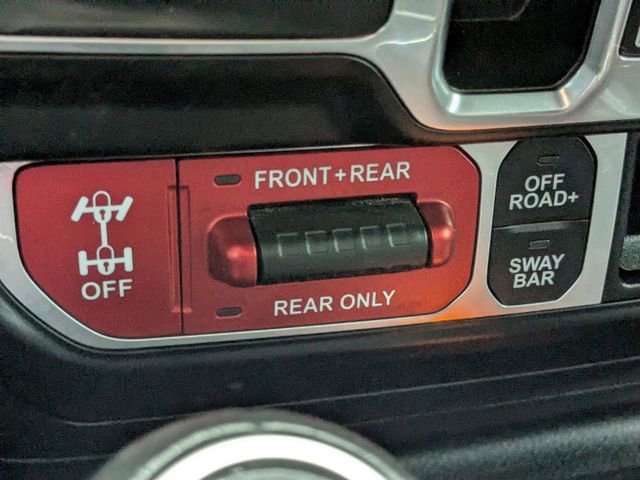 FRONT+REAR
OFF
REAR ONLY
OFF
ROAD+
SWAY
BAR